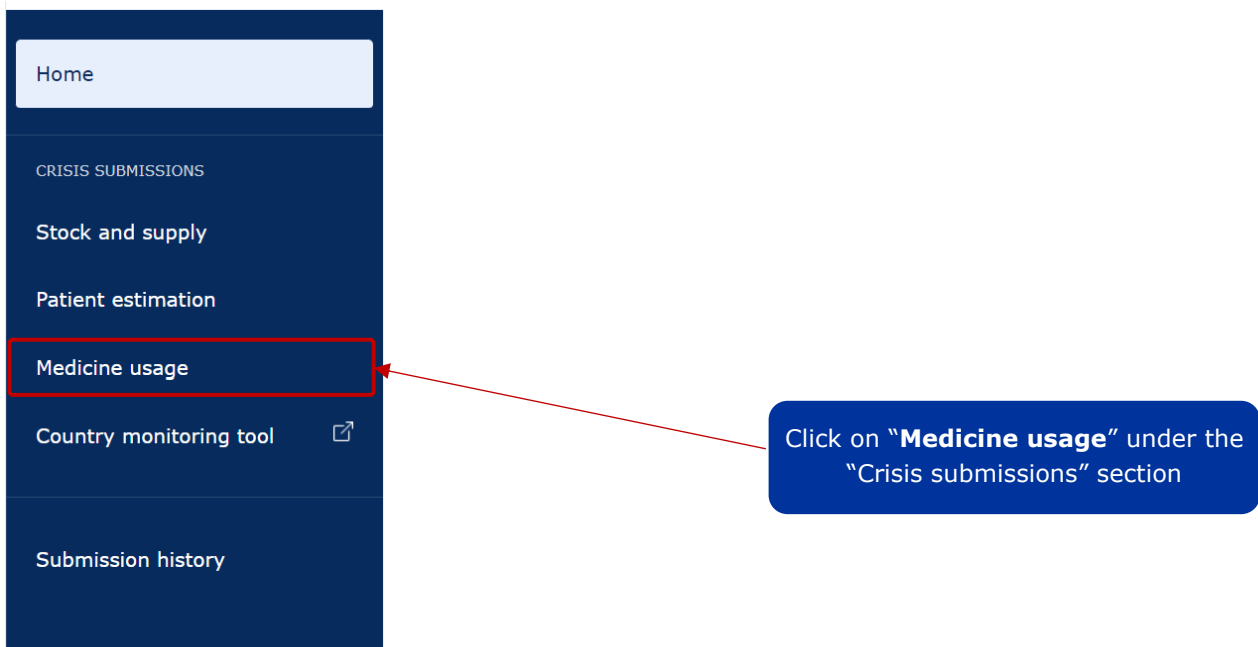 Home
CRISIS SUBMISSIONS
Stock and supply
Patient estimation
Medicine usage
Country monitoring tool
Submission history
Click on “Medicine usage” under the
“Crisis submissions” section